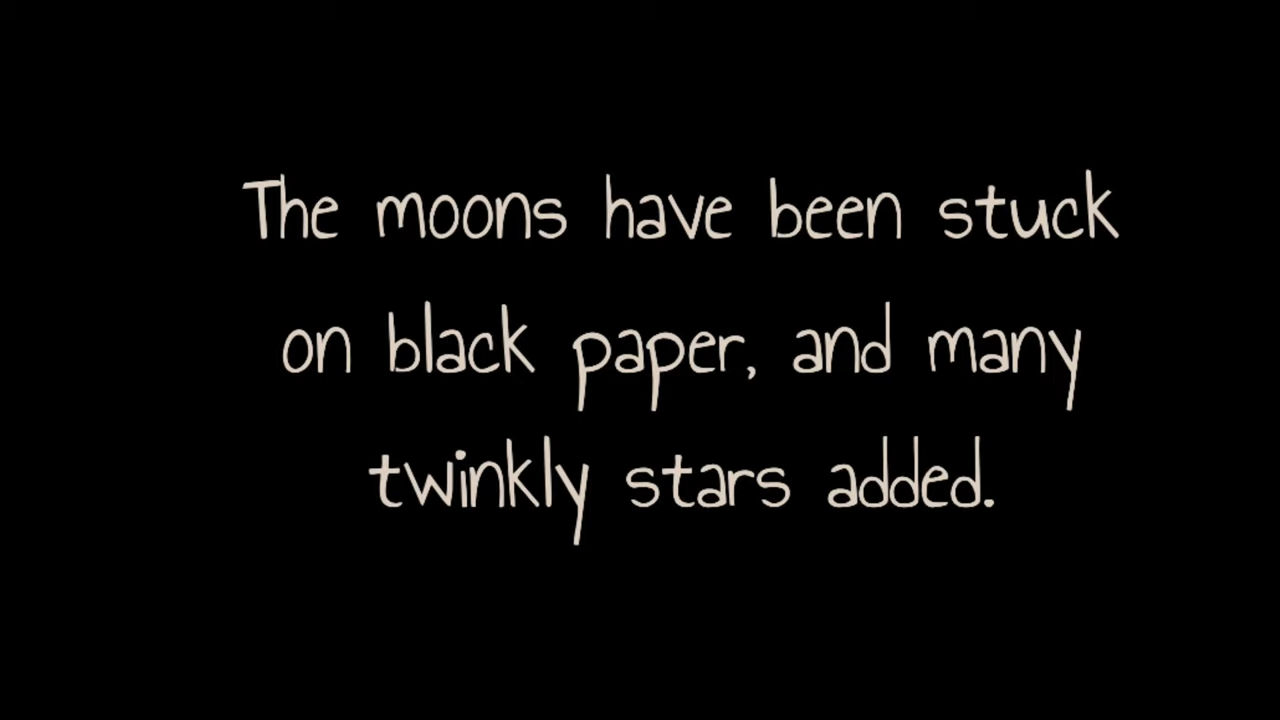 The moons have been stuck
on black paper, and many
twinkly stars added.